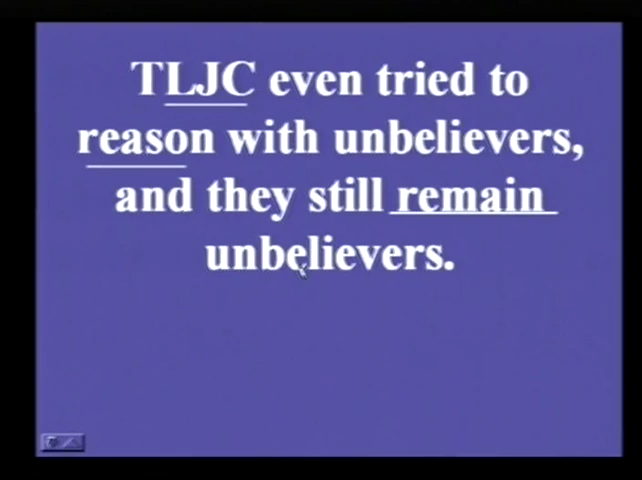 TLJC even tried to
reason with unbelievers,
and they still remain
unbelievers.